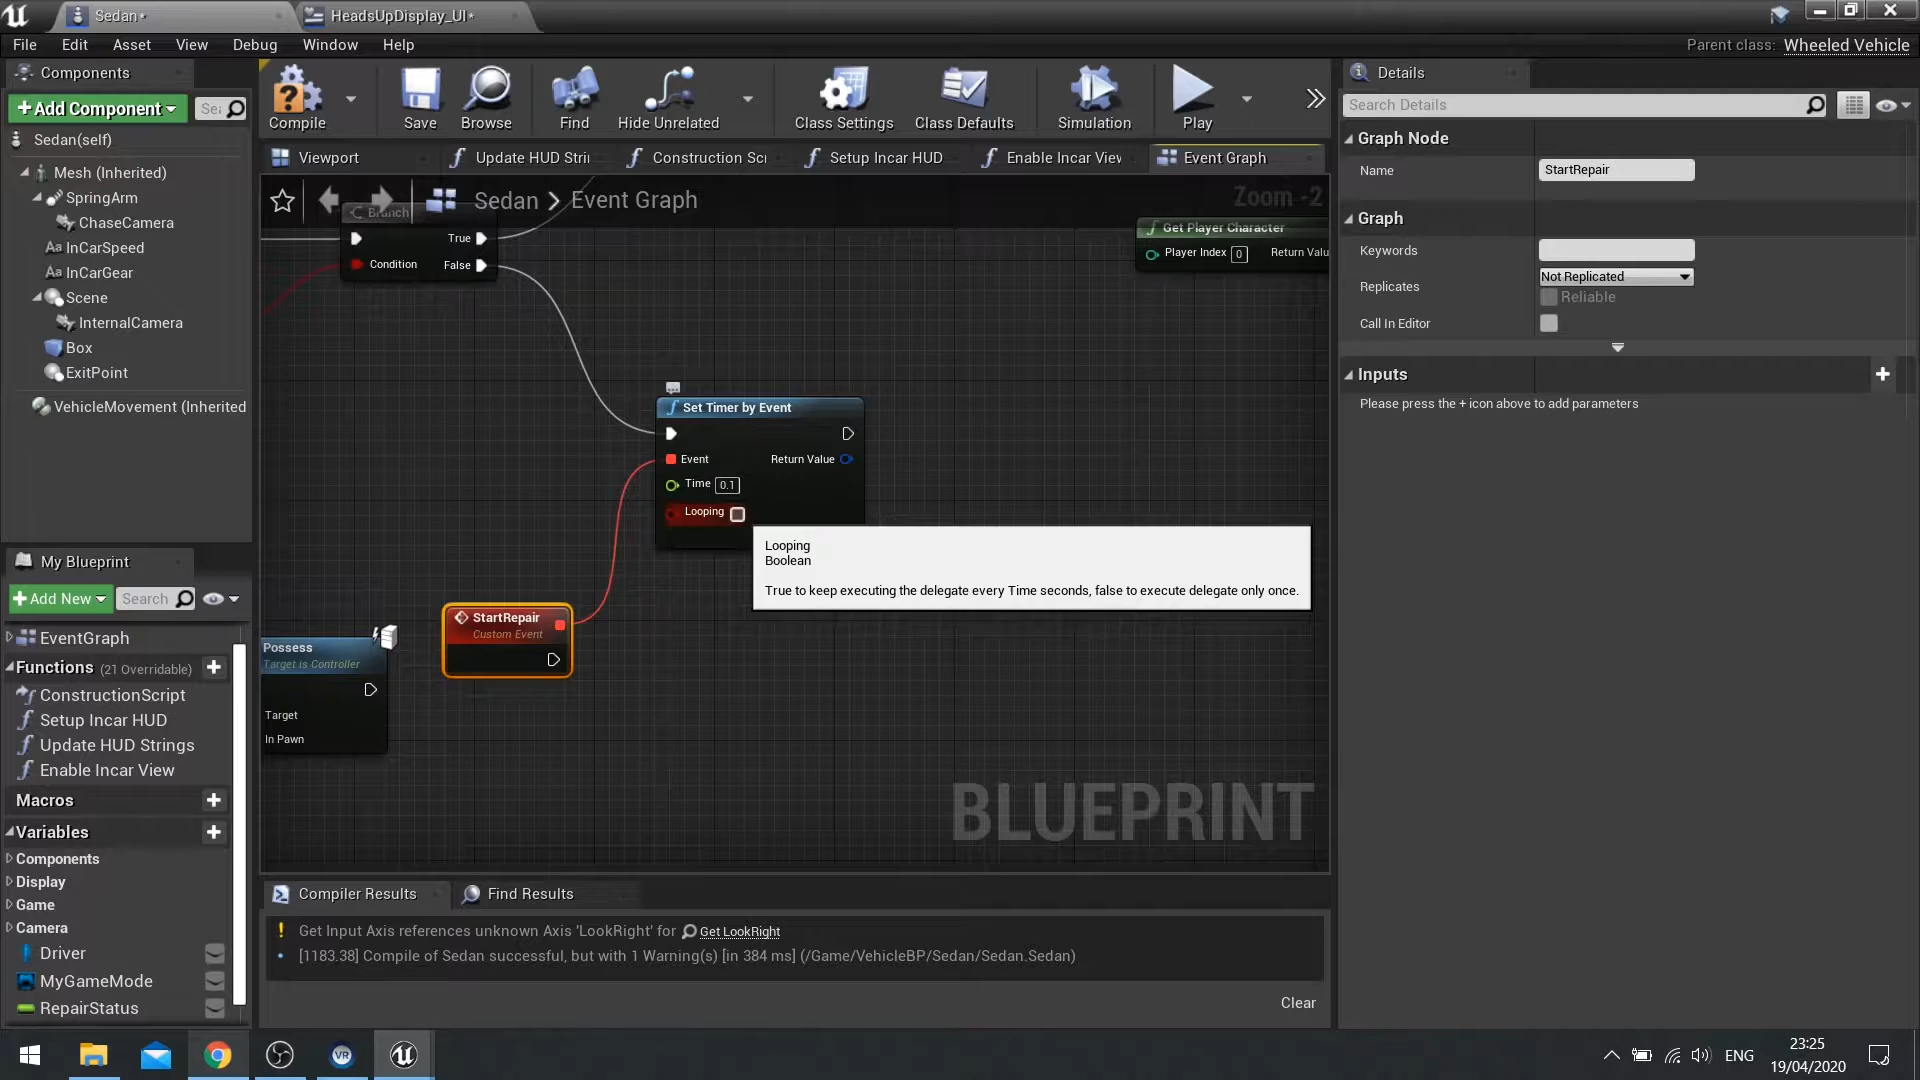 Sedan*
HeadsUpDisplay_UI*
File Edit Asset View Debug Window Help
Parent class: Wheeled Vehicle
Components
+Add Component
Sedan(self)
Mesh (Inherited)
SpringArm
ChaseCamera
InCarSpeed
InCarGear
Scene
InternalCamera
Box
ExitPoint
VehicleMovement (Inherited
My Blueprint
+Add New
Search
EventGraph
Functions (21 Overridable)
ConstructionScript
Setup Incar HUD
Update HUD Strings
Enable Incar View
Macros
Variables
Components
Display
Game
Camera
Driver
MyGameMode
RepairStatus
Compile
Save
Browse
Find
Hide Unrelated
Class Settings
Class Defaults
Simulation
Play
Viewport
Update HUD Stri
Construction Sc
Setup Incar HUD
Enable Incar Vie
Event Graph
Sedan > Event Graph
Zoom -2
Branch
True
Condition
False
Get Player Character
Player Index 0
Return Valu
Set Timer by Event
Event
Return Value
Time 0.1
Looping
Looping
Boolean
True to keep executing the delegate every Time seconds, false to execute delegate only once.
StartRepair
Custom Event
Possess
Target is Controller
Target
In Pawn
BLUEPRINT
Compiler Results
Find Results
Get Input Axis references unknown Axis 'LookRight' for Get LookRight
[1183.38] Compile of Sedan successful, but with 1 Warning(s) [in 384 ms] (/Game/VehicleBP/Sedan/Sedan.Sedan)
Clear
Details
Search Details
Graph Node
Name StartRepair
Graph
Keywords
Replicates Not Replicated
Reliable
Call In Editor
Inputs
Please press the + icon above to add parameters
VR
ENG
23:25
19/04/2020